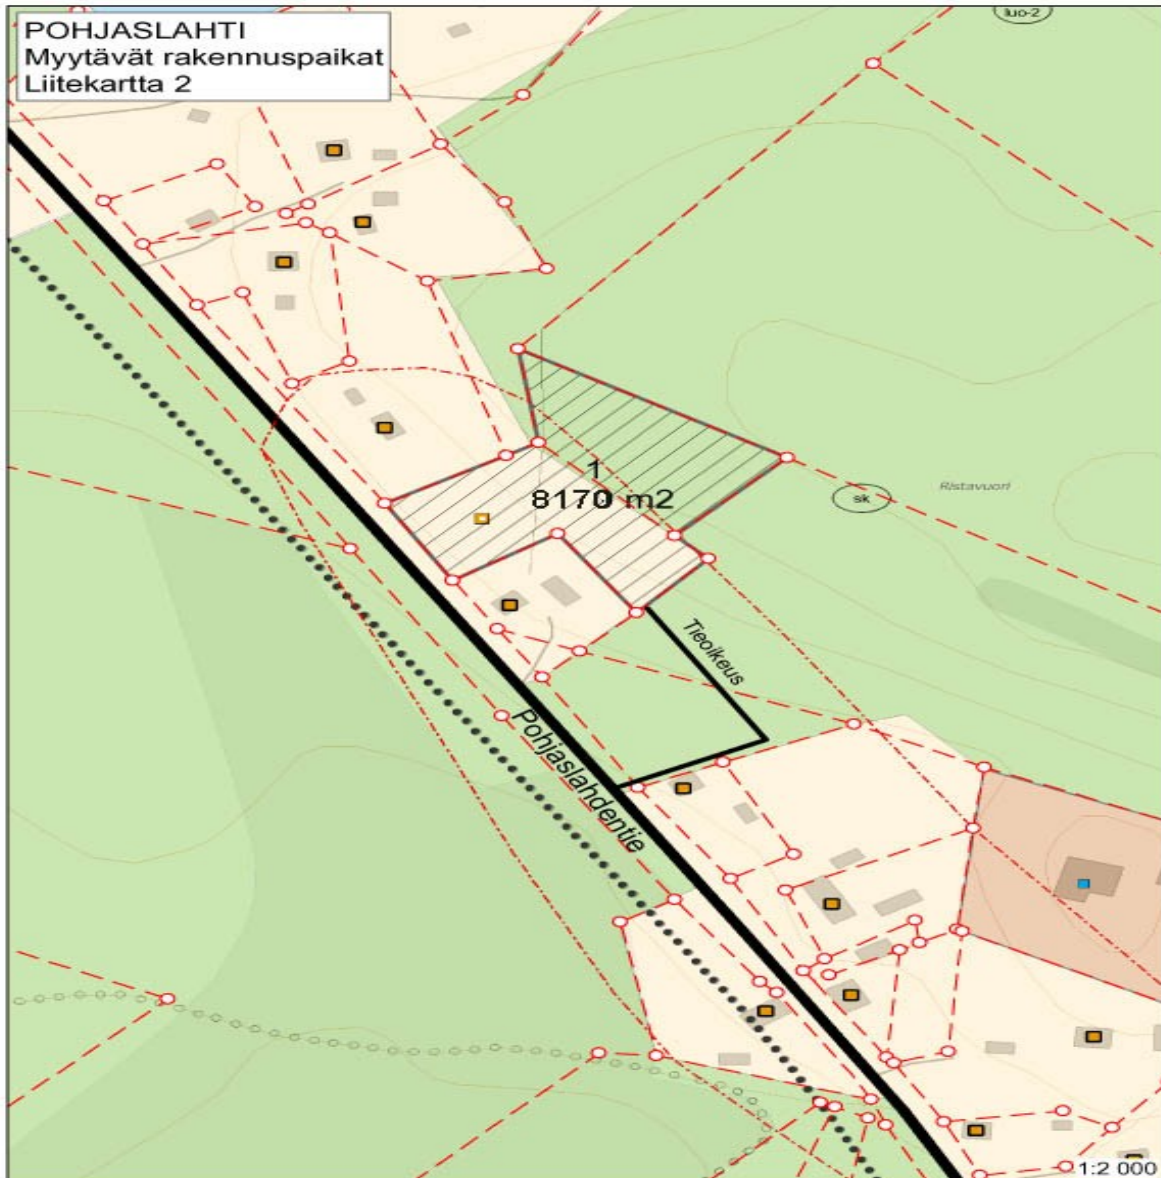 POHJASLAHTI
Myytävät rakennuspaikat
Liitekartta 2
luo-2
1
8170 m2
sk
Ristavuori
Tieoikeus
Pohjaslahdentie
1:2 000